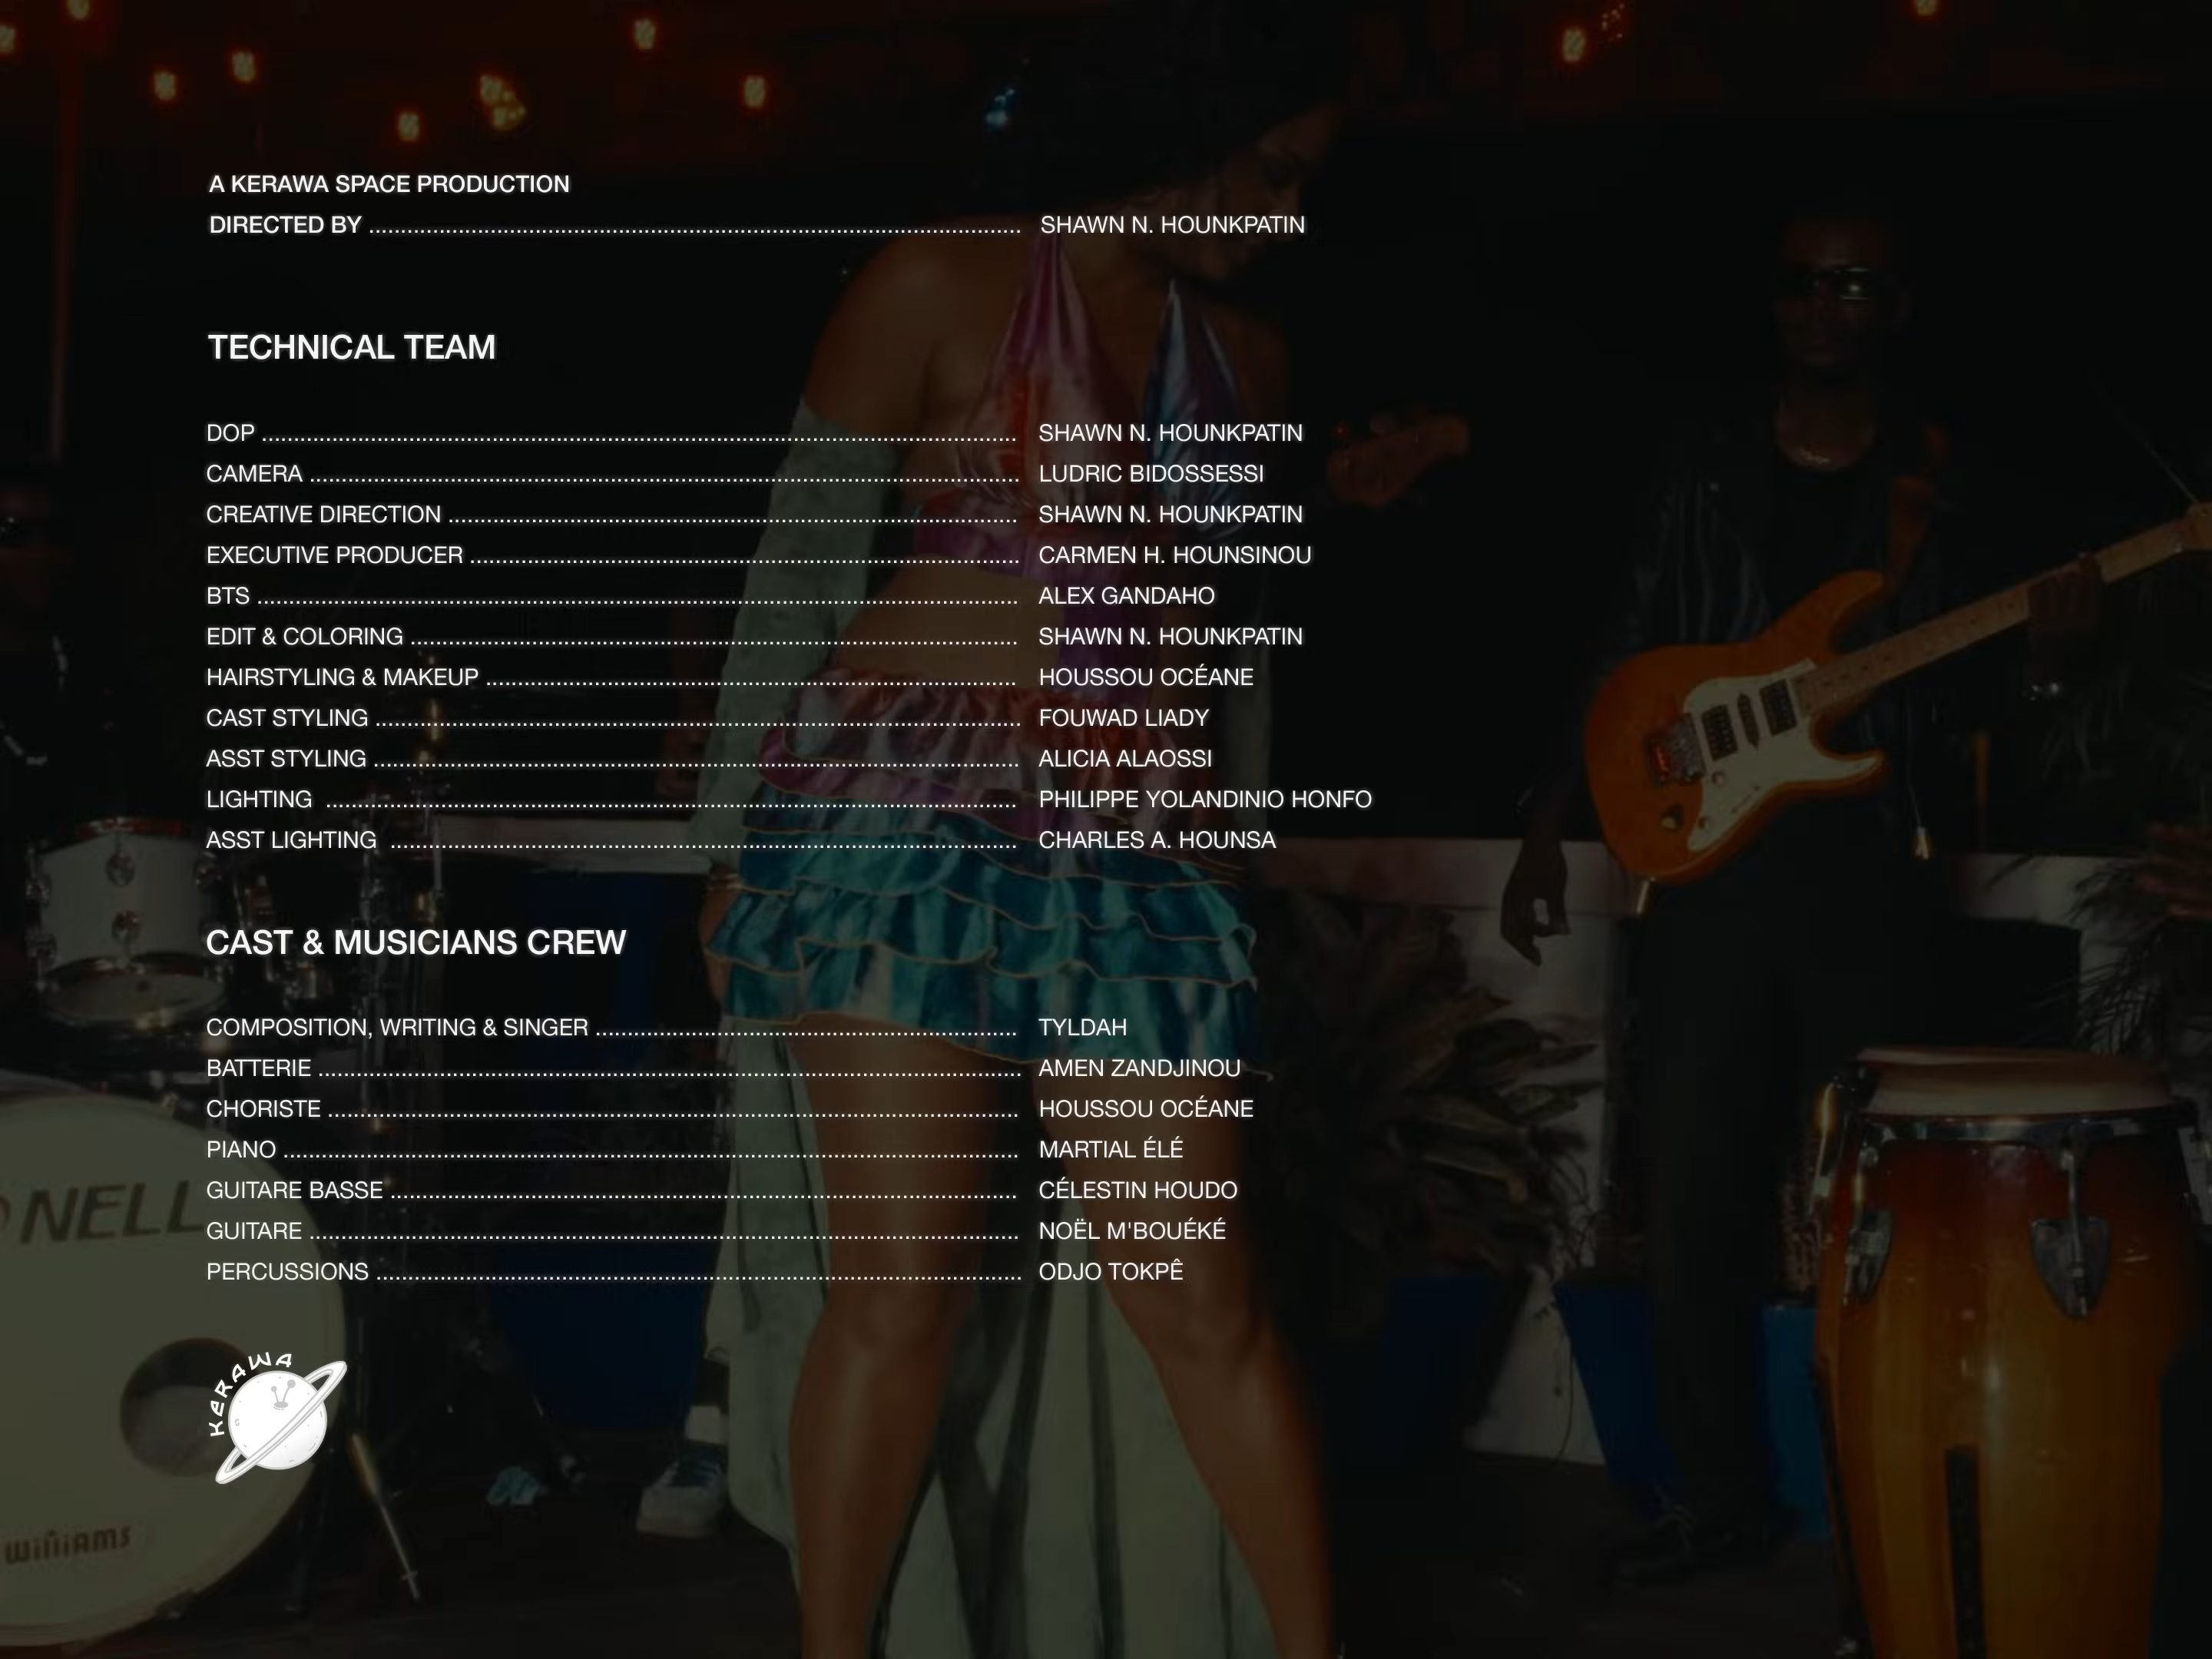 A KERAWA SPACE PRODUCTION
DIRECTED BY ........................................ SHAWN N. HOUNKPATIN
TECHNICAL TEAM
DOP ........................................ SHAWN N. HOUNKPATIN
CAMERA ........................................ LUDRIC BIDOSSESSI
CREATIVE DIRECTION ........................................ SHAWN N. HOUNKPATIN
EXECUTIVE PRODUCER ........................................ CARMEN H. HOUNSINOU
BTS ........................................ ALEX GANDAHO
EDIT & COLORING ........................................ SHAWN N. HOUNKPATIN
HAIRSTYLING & MAKEUP ........................................ HOUSSOU OCÉANE
CAST STYLING ........................................ FOUWAD LIADY
ASST STYLING ........................................ ALICIA ALAOSSI
LIGHTING ........................................ PHILIPPE YOLANDINIO HONFO
ASST LIGHTING ........................................ CHARLES A. HOUNSA
CAST & MUSICIANS CREW
COMPOSITION, WRITING & SINGER ........................................ TYLDAH
BATTERIE ........................................ AMEN ZANDJINOU
CHORISTE ........................................ HOUSSOU OCÉANE
PIANO ........................................ MARTIAL ÉLÉ
GUITARE BASSE ........................................ CÉLESTIN HOUDO
GUITARE ........................................ NOËL M'BOUÉKÉ
PERCUSSIONS ........................................ ODJO TOKPÊ
NELL
KERAWA
WilliAMS